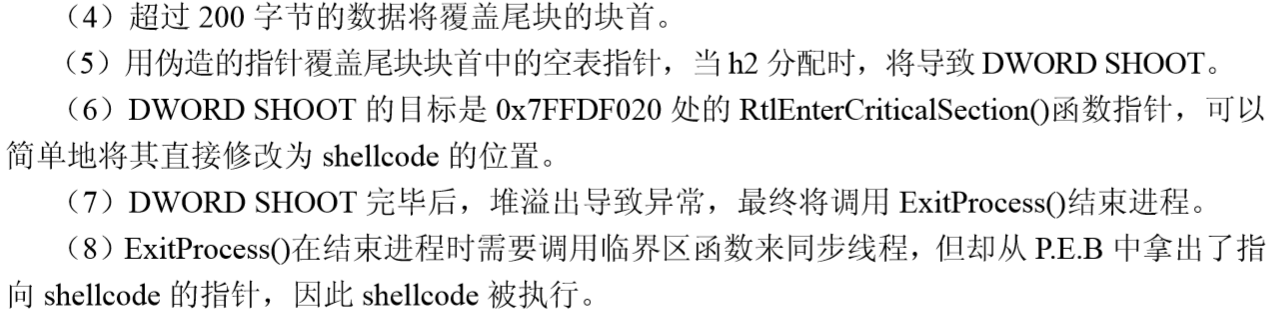 （4）超过 200 字节的数据将覆盖尾块的块首。
（5）用伪造的指针覆盖尾块块首中的空表指针，当 h2 分配时，将导致 DWORD SHOOT。
（6）DWORD SHOOT 的目标是 0x7FFDF020 处的 RtlEnterCriticalSection()函数指针，可以
简单地将其直接修改为 shellcode 的位置。
（7）DWORD SHOOT 完毕后，堆溢出导致异常，最终将调用 ExitProcess()结束进程。
（8）ExitProcess()在结束进程时需要调用临界区函数来同步线程，但却从 P.E.B 中拿出了指
向 shellcode 的指针，因此 shellcode 被执行。